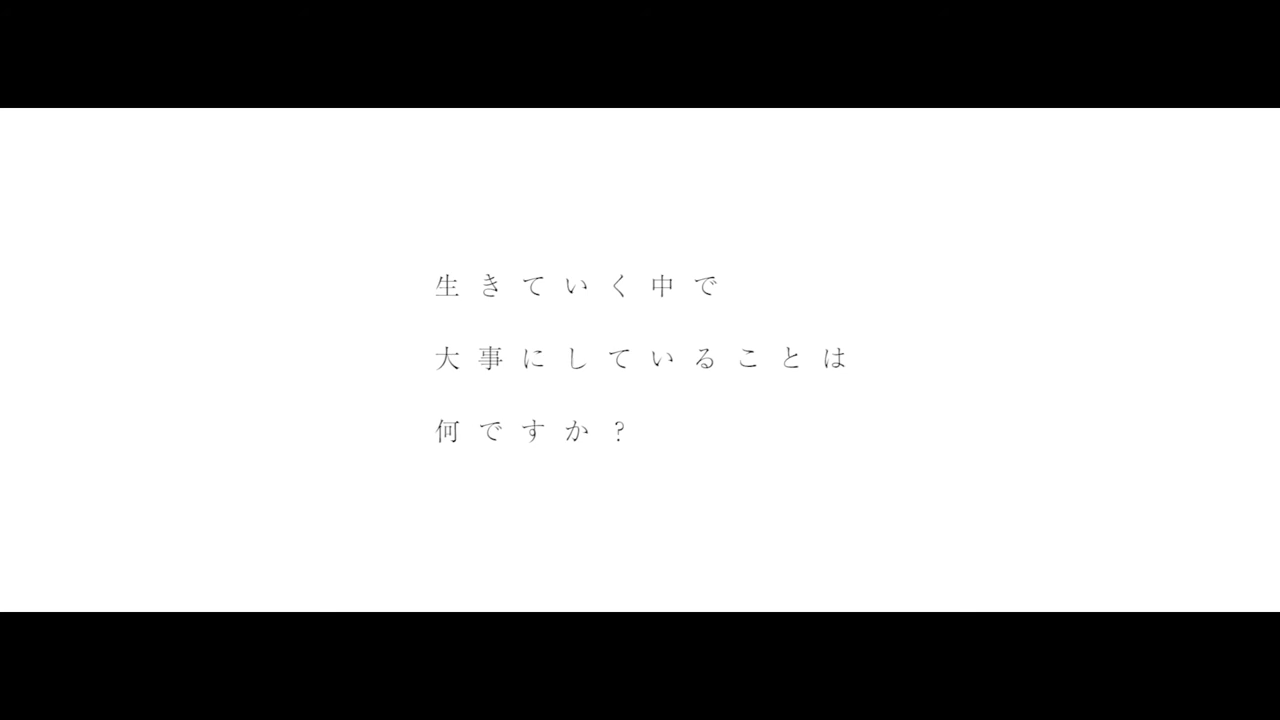 生きていく中で
大事にしていることは
何ですか？